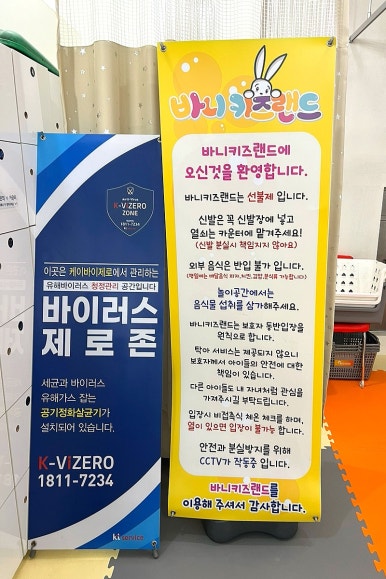 바니키즈랜드
바니키즈랜드에
오신것을 환영합니다.
바니키즈랜드는 선불제 입니다.
신발은 꼭 신발장에 넣고
열쇠는 카운터에 맡겨주세요!
(신발 분실시 책임지지 않아요)
외부 음식은 반입 불가 입니다.
놀이공간에서는
음식물 섭취를 삼가해주세요.
바니키즈랜드는 보호자 동반입장을
원칙으로 합니다.
탁아 서비스는 제공되지 않으니
보호자께서 아이들의 안전에 대한
책임이 있습니다.
다른 아이들도 내 자녀처럼 관심을
가져주시길 부탁드립니다.
입장시 비접촉식 체온 체크를 하며,
열이 있으면 입장이 불가능 합니다.
안전과 분실방지를 위해
CCTV가 작동중 입니다.
바니키즈랜드를
이용해 주셔서 감사합니다.
K-VIZERO
ZONE
1811-7234
이곳은 케이바이제로에서 관리하는
유해바이러스 청정관리 공간입니다
바이러스
제로존
세균과 바이러스
유해가스 잡는
공기정화살균기가
설치되어 있습니다.
K-VIZERO
1811-7234